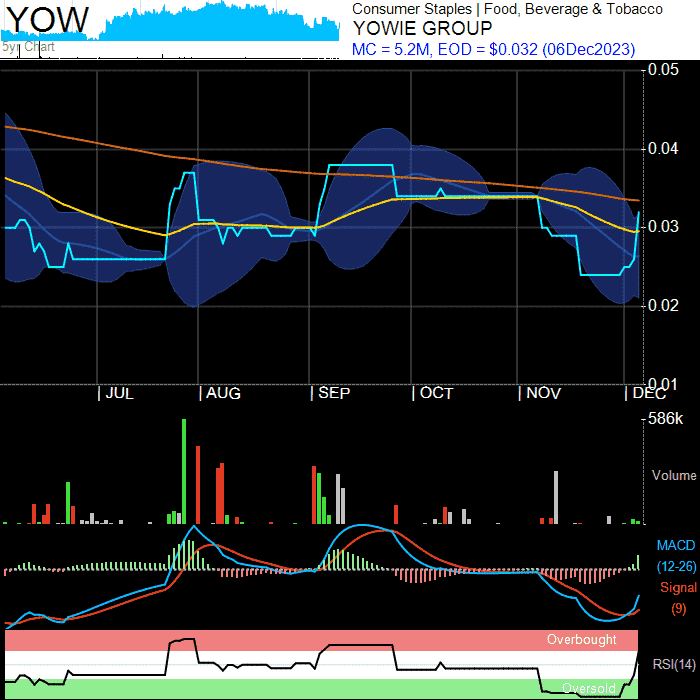 YOW
5yr Chart
Consumer Staples | Food, Beverage & Tobacco
YOWIE GROUP
MC = 5.2M, EOD = $0.032 (06Dec2023)
0.05
0.04
0.03
0.02
0.01
| JUL | AUG | SEP | OCT | NOV | DEC
586k
Volume
MACD
(12-26)
Signal
(9)
Overbought
RSI(14)
Oversold